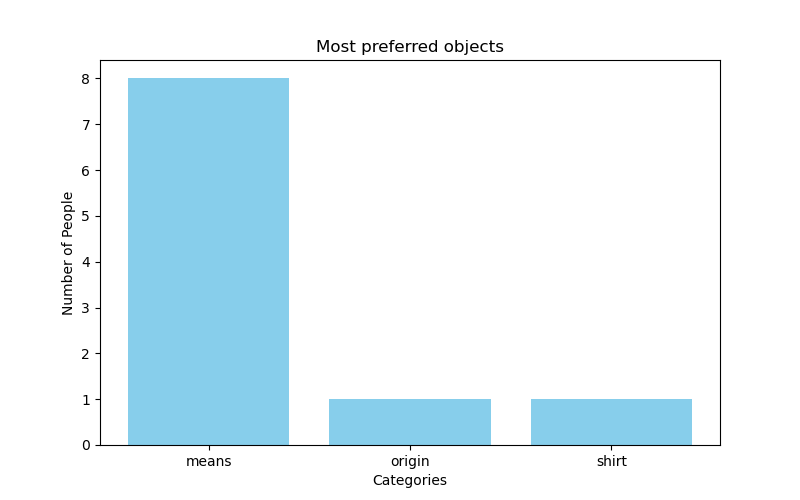 Most preferred objects
Number of People
8
7
6
5
4
3
2
1
0
means origin shirt
Categories